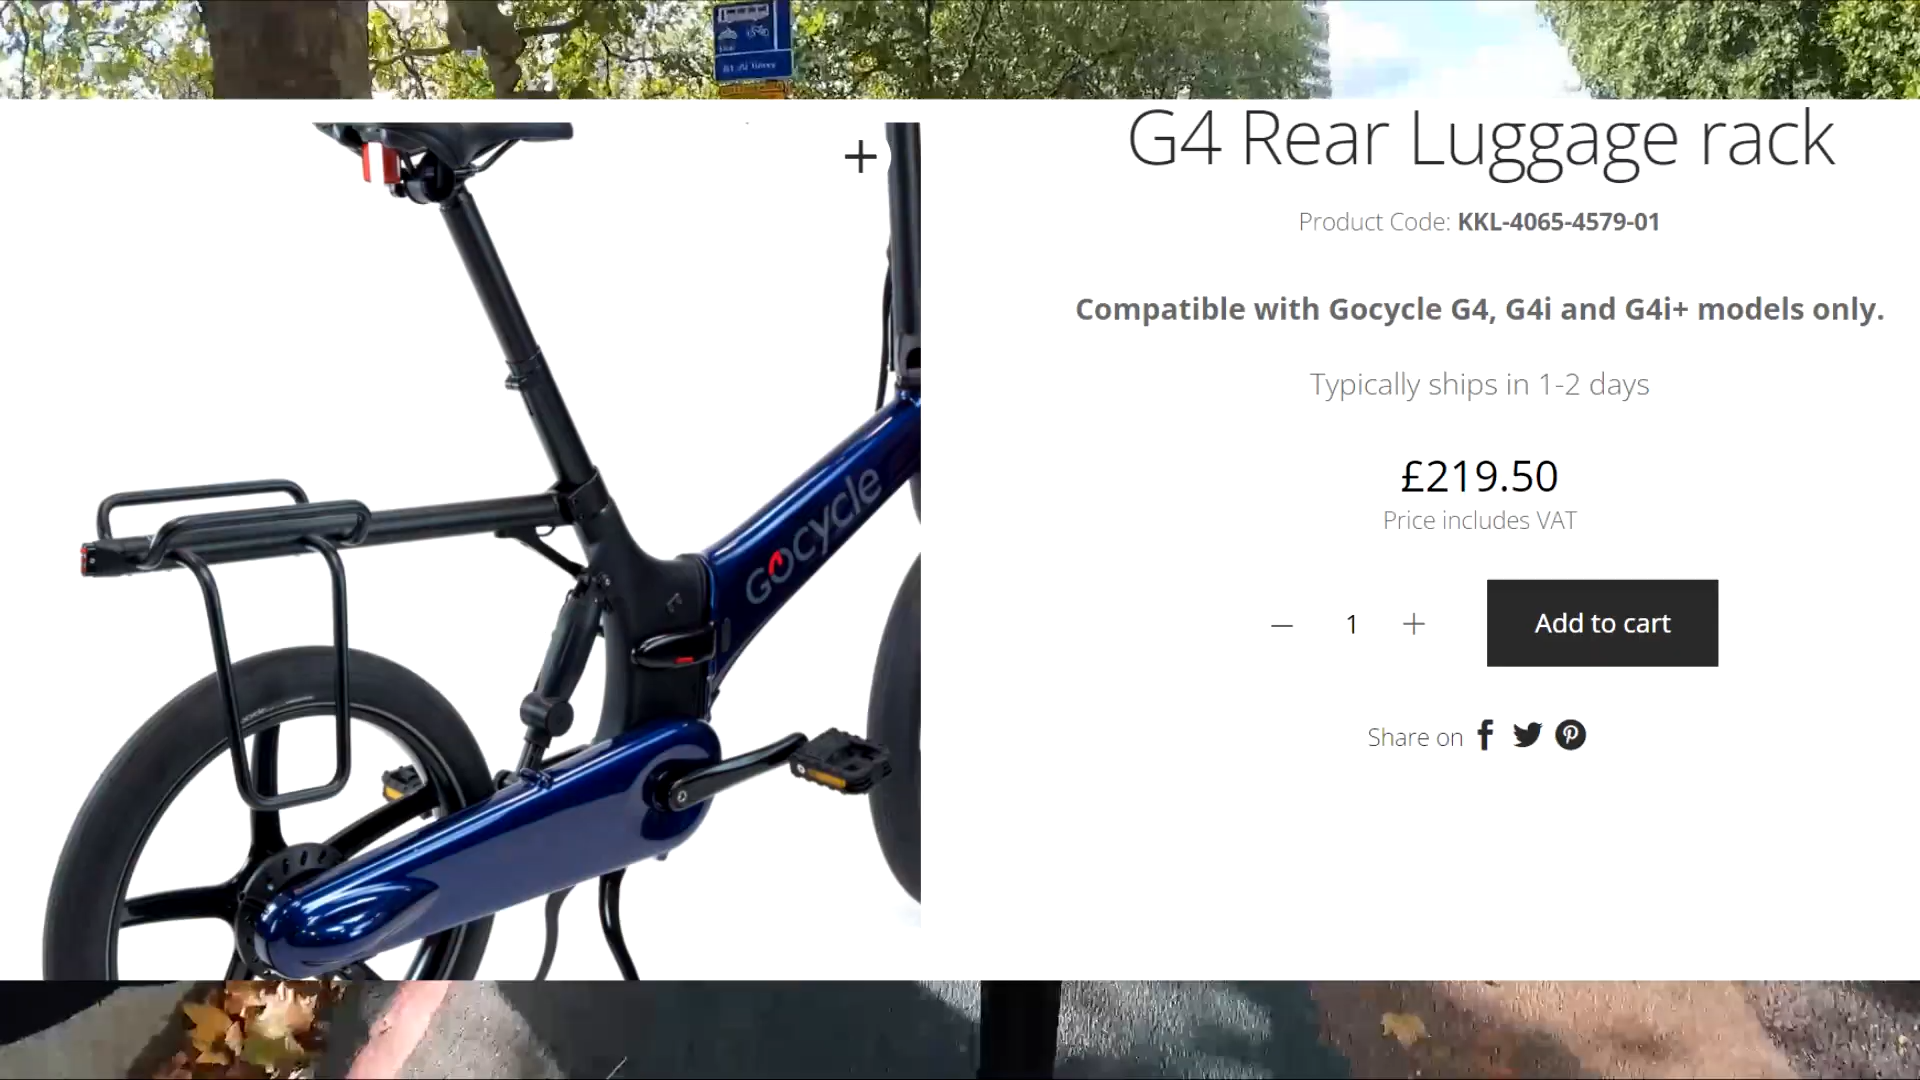 G4 Rear Luggage rack
Product Code: KKL-4065-4579-01
Compatible with Gocycle G4, G4i and G4i+ models only.
Typically ships in 1-2 days
£219.50
Price includes VAT
− 1 +
Add to cart
Share on
Gocycle